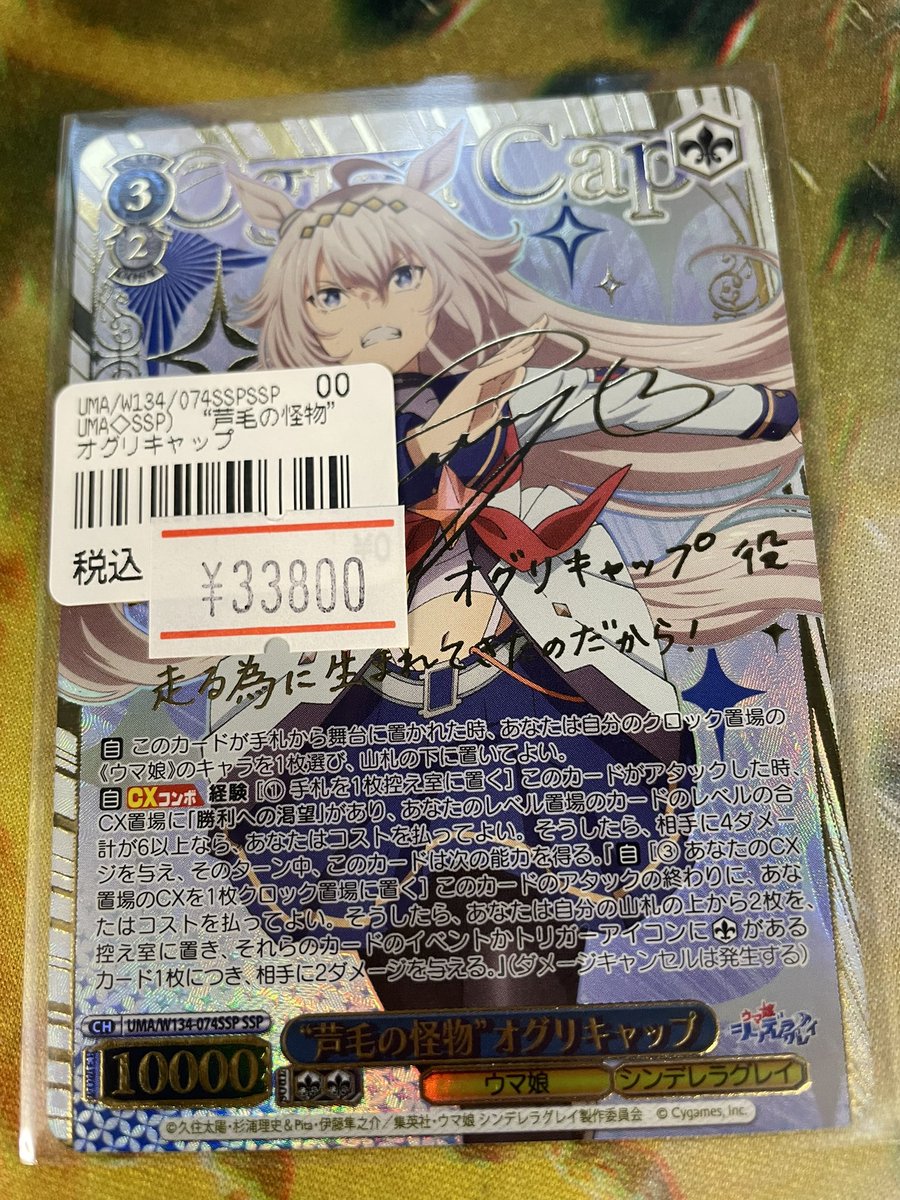 Cap
3
2
UMA/W134/074SSPSSP 00
UMA◇SSP) “芦毛の怪物”
オグリキャップ
税込
¥33800
オグリキャップ 役
走る為に生まれてきたのだから!
自 このカードが手札から舞台に置かれた時、あなたは自分のクロック置場の
《ウマ娘》のキャラを1枚選び、山札の下に置いてよい。
自 CXコンボ 経験 [① 手札を1枚控え室に置く] このカードがアタックした時、
CX置場に「勝利への渇望」があり、あなたのレベル置場のカードのレベルの合
計が6以上なら、あなたはコストを払ってよい。そうしたら、相手に4ダメー
ジを与え、そのターン中、このカードは次の能力を得る。『自 [③ あなたのCX
置場のCXを1枚クロック置場に置く] このカードのアタックの終わりに、あな
たはコストを払ってよい。そうしたら、あなたは自分の山札の上から2枚を、
控え室に置き、それらのカードのイベントかトリガーアイコンに⚜がある
カード1枚につき、相手に2ダメージを与える。』(ダメージキャンセルは発生する)
CH UMA/W134-074SSP SSP
“芦毛の怪物” オグリキャップ
10000
ウマ娘 シンデレラグレイ
©久住太陽・杉浦理史&Pita・伊藤隼之介/集英社・ウマ娘 シンデレラグレイ製作委員会 © Cygames, Inc.